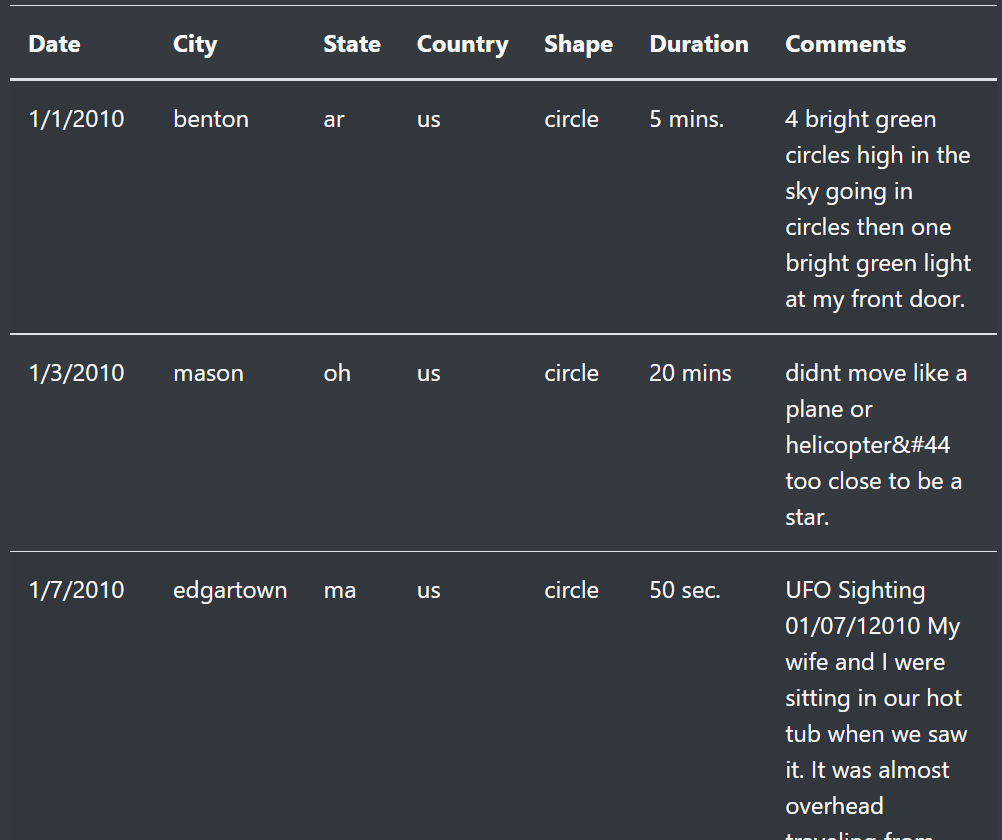 Date City State Country Shape Duration Comments
1/1/2010 benton ar us circle 5 mins. 4 bright green
circles high in the
sky going in
circles then one
bright green light
at my front door.
1/3/2010 mason oh us circle 20 mins didnt move like a
plane or
helicopter&#44
too close to be a
star.
1/7/2010 edgartown ma us circle 50 sec. UFO Sighting
01/07/12010 My
wife and I were
sitting in our hot
tub when we saw
it. It was almost
overhead
traveling from